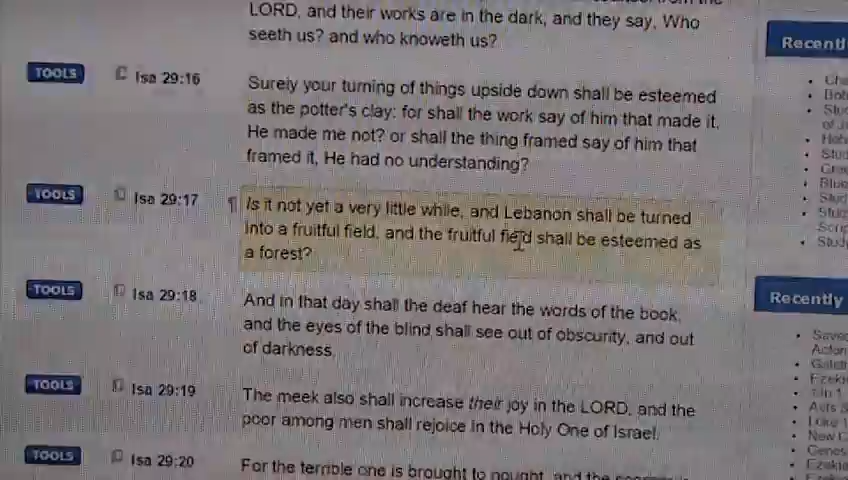 LORD, and their works are in the dark, and they say, Who
seeth us? and who knoweth us?
TOOLS Isa 29:16 Surely your turning of things upside down shall be esteemed
as the potter's clay: for shall the work say of him that made it,
He made me not? or shall the thing framed say of him that
framed it, He had no understanding?
TOOLS Isa 29:17 ¶ Is it not yet a very little while, and Lebanon shall be turned
into a fruitful field, and the fruitful field shall be esteemed as
a forest?
TOOLS Isa 29:18 And in that day shall the deaf hear the words of the book,
and the eyes of the blind shall see out of obscurity, and out
of darkness.
TOOLS Isa 29:19 The meek also shall increase their joy in the LORD, and the
poor among men shall rejoice in the Holy One of Israel.
TOOLS Isa 29:20 For the terrible one is brought to nought, and the
Recently